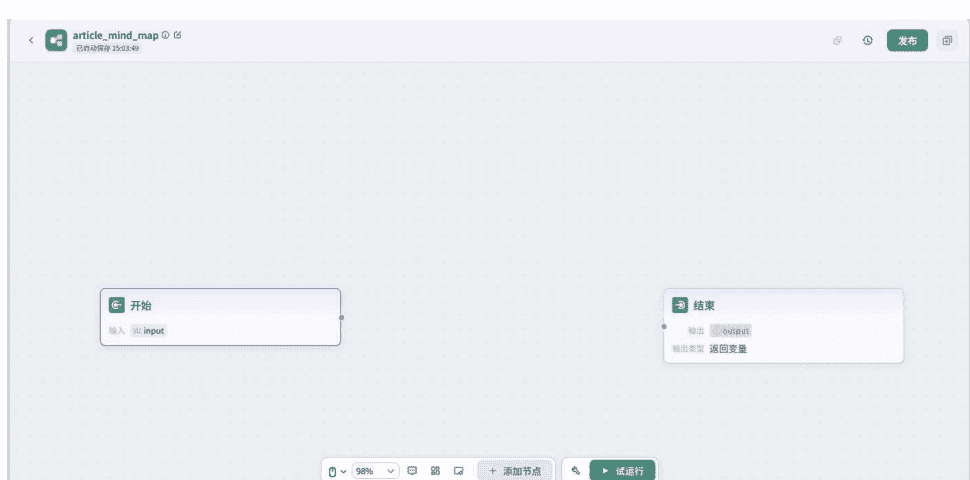 article_mind_map
已自动保存 15:03:49
发布
开始
输入 input
结束
输出 output
输出类型 返回变量
98%
+ 添加节点
试运行